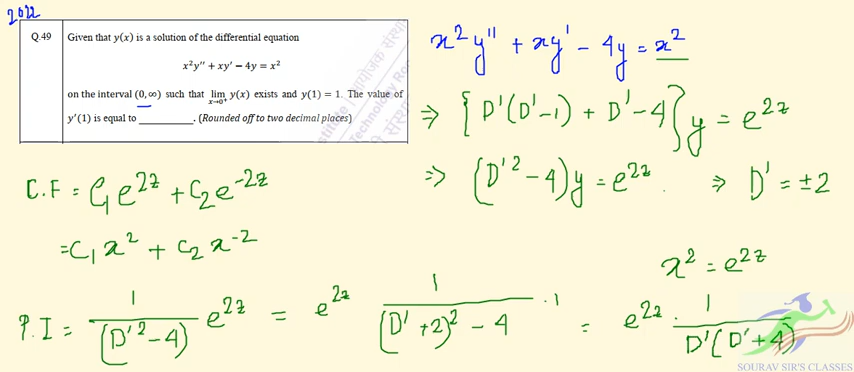 2022
Q.49 Given that y(x) is a solution of the differential equation
x²y'' + xy' − 4y = x²
on the interval (0, ∞) such that lim x→0⁺ y(x) exists and y(1) = 1. The value of
y'(1) is equal to __________. (Rounded off to two decimal places)
x²y'' + xy' − 4y = x²
⇒ [D'(D'−1) + D'−4}y = e^{2z}
⇒ (D'² −4)y = e^{2z} . ⇒ D' = ±2
C.F = C₁e^{2z} + C₂e^{−2z}
= C₁x² + C₂x^{−2}
x² = e^{2z}
P.I = 1/(D'² −4) e^{2z} = e^{2z} 1/((D' +2)² − 4) · 1 = e^{2z} · 1/(D'(D' +4))
SOURAV SIR'S CLASSES